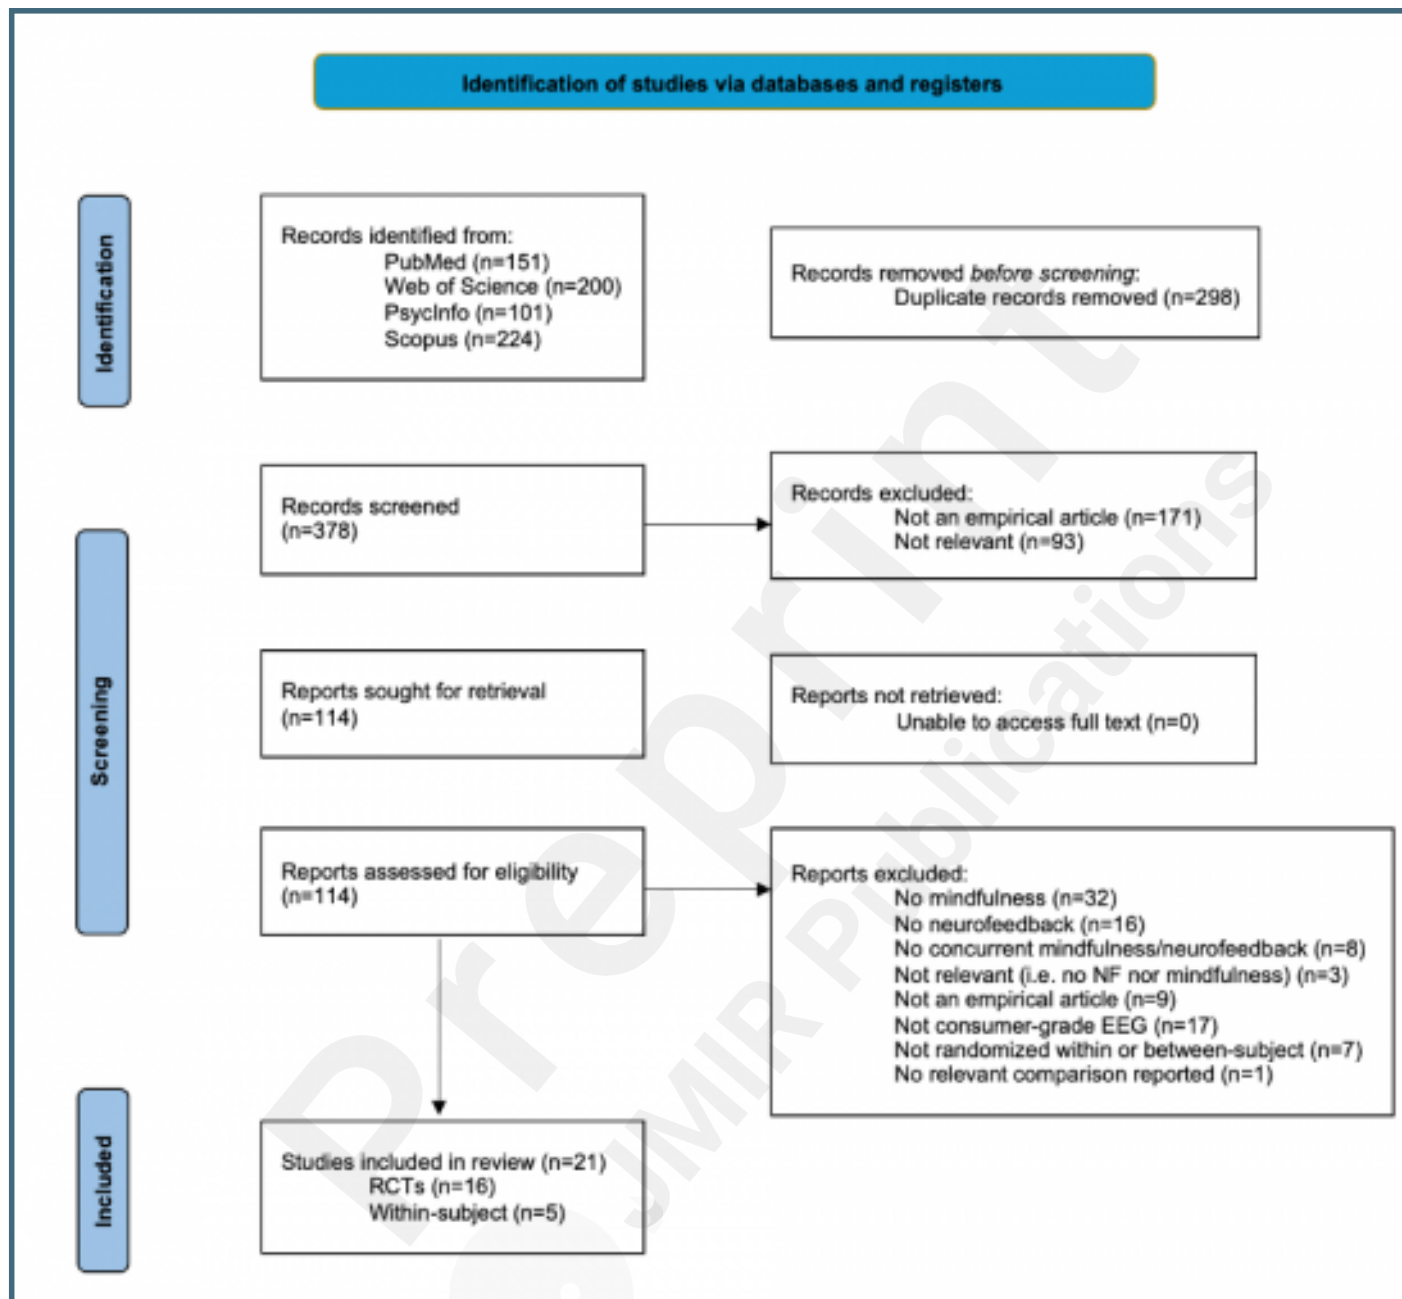 Identification of studies via databases and registers
Identification
Records identified from:
PubMed (n=151)
Web of Science (n=200)
PsycInfo (n=101)
Scopus (n=224)
Records removed before screening:
Duplicate records removed (n=298)
Screening
Records screened
(n=378)
Records excluded:
Not an empirical article (n=171)
Not relevant (n=93)
Reports sought for retrieval
(n=114)
Reports not retrieved:
Unable to access full text (n=0)
Reports assessed for eligibility
(n=114)
Reports excluded:
No mindfulness (n=32)
No neurofeedback (n=16)
No concurrent mindfulness/neurofeedback (n=8)
Not relevant (i.e. no NF nor mindfulness) (n=3)
Not an empirical article (n=9)
Not consumer-grade EEG (n=17)
Not randomized within or between-subject (n=7)
No relevant comparison reported (n=1)
Included
Studies included in review (n=21)
RCTs (n=16)
Within-subject (n=5)
Preprint
JMIR Publications